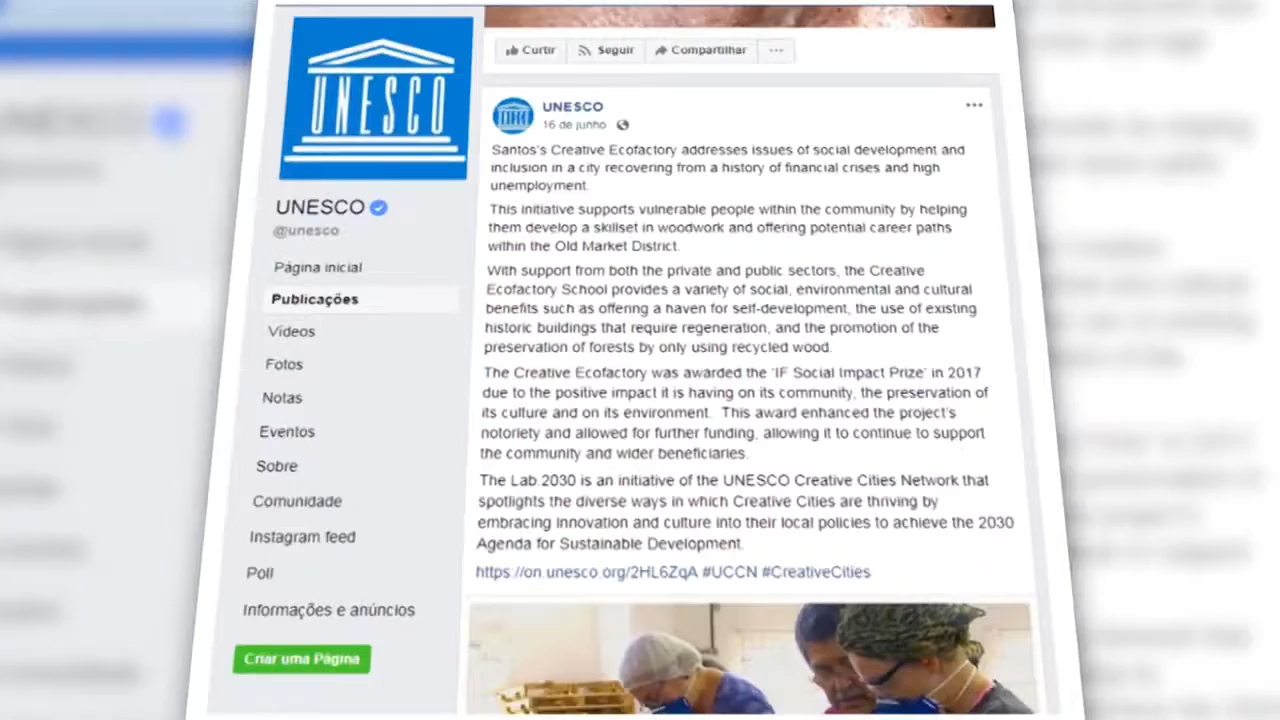 UNESCO
UNESCO
@unesco
Página inicial
Publicações
Vídeos
Fotos
Notas
Eventos
Sobre
Comunidade
Instagram feed
Poll
Informações e anúncios
Criar uma Página
Curtir Seguir Compartilhar ...
UNESCO
16 de junho
Santos's Creative Ecofactory addresses issues of social development and
inclusion in a city recovering from a history of financial crises and high
unemployment.
This initiative supports vulnerable people within the community by helping
them develop a skillset in woodwork and offering potential career paths
within the Old Market District.
With support from both the private and public sectors, the Creative
Ecofactory School provides a variety of social, environmental and cultural
benefits such as offering a haven for self-development, the use of existing
historic buildings that require regeneration, and the promotion of the
preservation of forests by only using recycled wood.
The Creative Ecofactory was awarded the 'IF Social Impact Prize' in 2017
due to the positive impact it is having on its community, the preservation of
its culture and on its environment. This award enhanced the project's
notoriety and allowed for further funding, allowing it to continue to support
the community and wider beneficiaries.
The Lab.2030 is an initiative of the UNESCO Creative Cities Network that
spotlights the diverse ways in which Creative Cities are thriving by
embracing innovation and culture into their local policies to achieve the 2030
Agenda for Sustainable Development.
https://on.unesco.org/2HL6ZqA #UCCN #CreativeCities